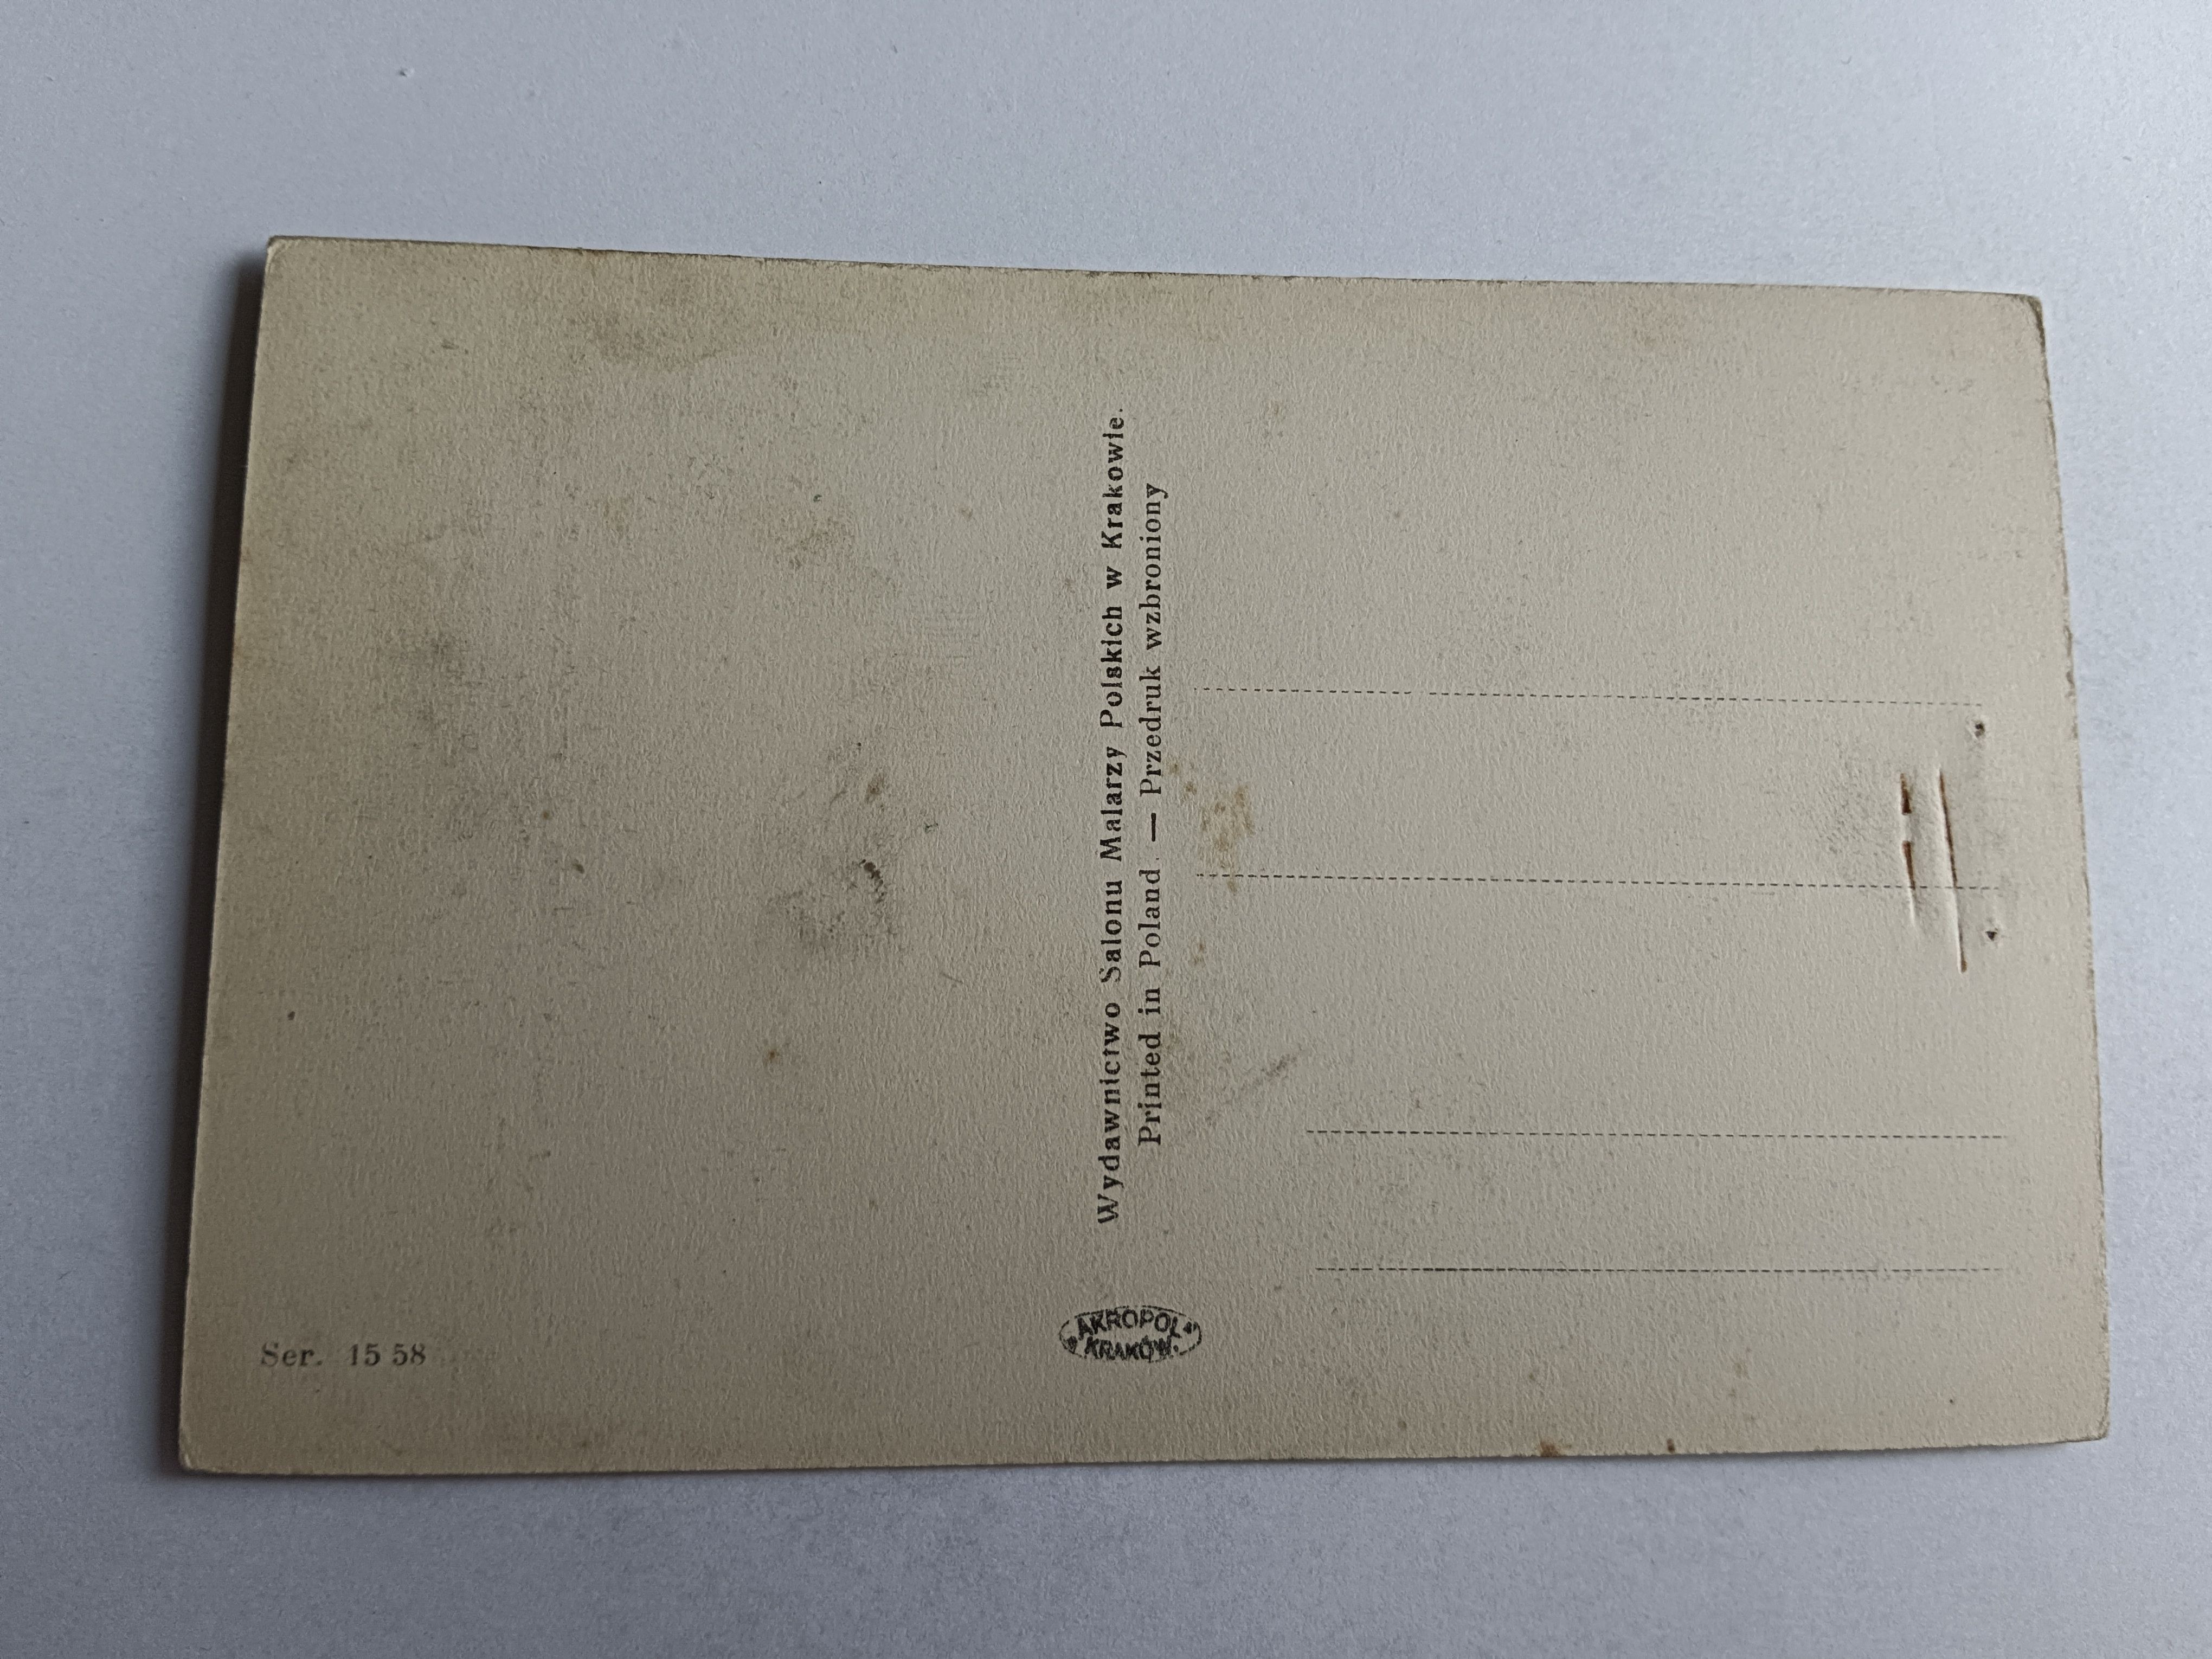 Wydawnictwo Salonu Malarzy Polskich w Krakowie.
Printed in Poland. — Przedruk wzbroniony
AKROPOL
KRAKÓW.
Ser. 15 58